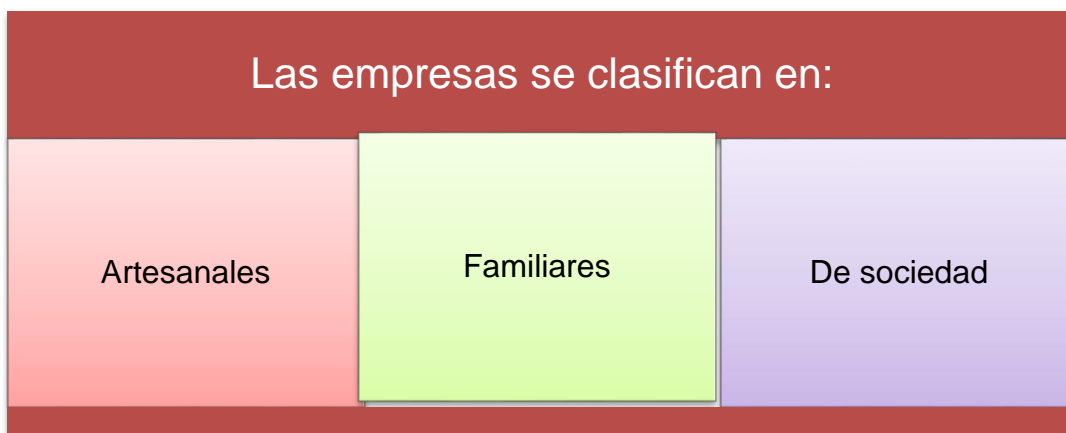 Las empresas se clasifican en:
Artesanales
Familiares
De sociedad